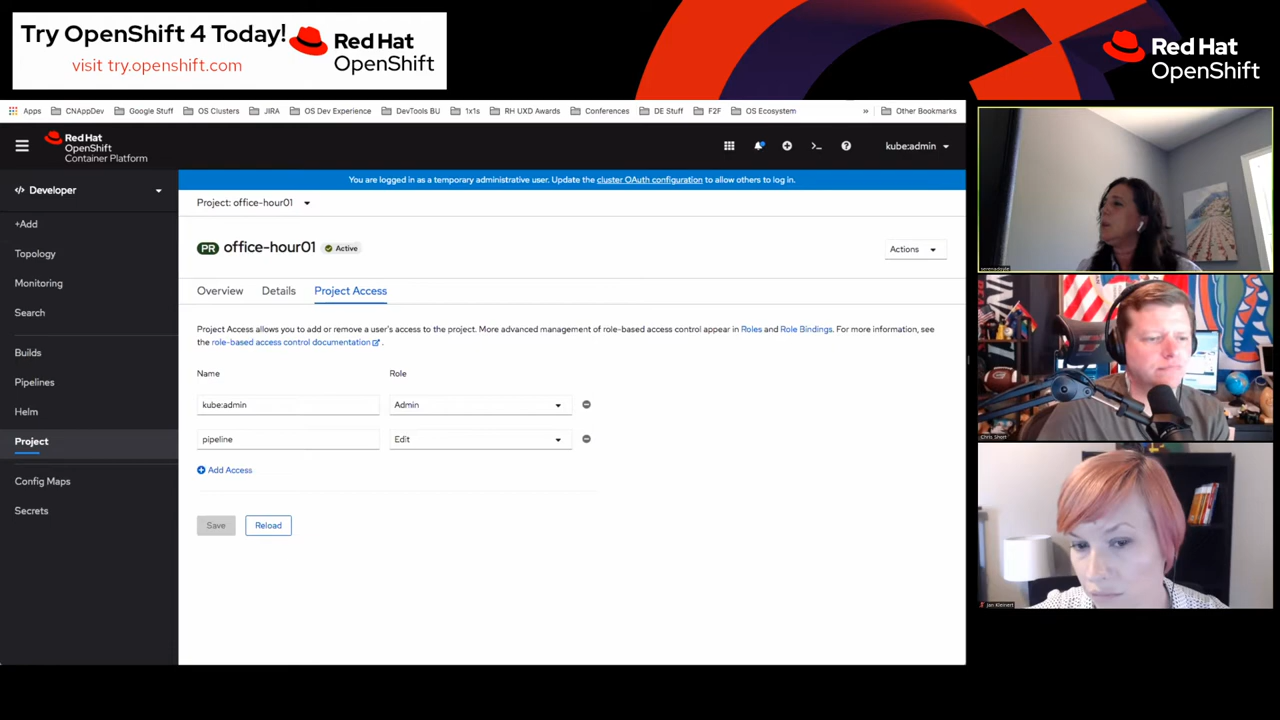 Try OpenShift 4 Today!
visit try.openshift.com
Red Hat
OpenShift
Red Hat
OpenShift
Apps CNAppDev Google Stuff OS Clusters JIRA OS Dev Experience DevTools BU 1x1s RH UXD Awards Conferences DE Stuff F2F OS Ecosystem » Other Bookmarks
Red Hat
OpenShift
Container Platform
kube:admin
Developer
You are logged in as a temporary administrative user. Update the cluster OAuth configuration to allow others to log in.
+Add
Topology
Monitoring
Search
Builds
Pipelines
Helm
Project
Config Maps
Secrets
Project: office-hour01
PR office-hour01 Active
Actions
Overview Details Project Access
Project Access allows you to add or remove a user's access to the project. More advanced management of role-based access control appear in Roles and Role Bindings. For more information, see
the role-based access control documentation .
Name Role
kube:admin Admin
pipeline Edit
Add Access
Save Reload
Chris Short
Jan Kleinert